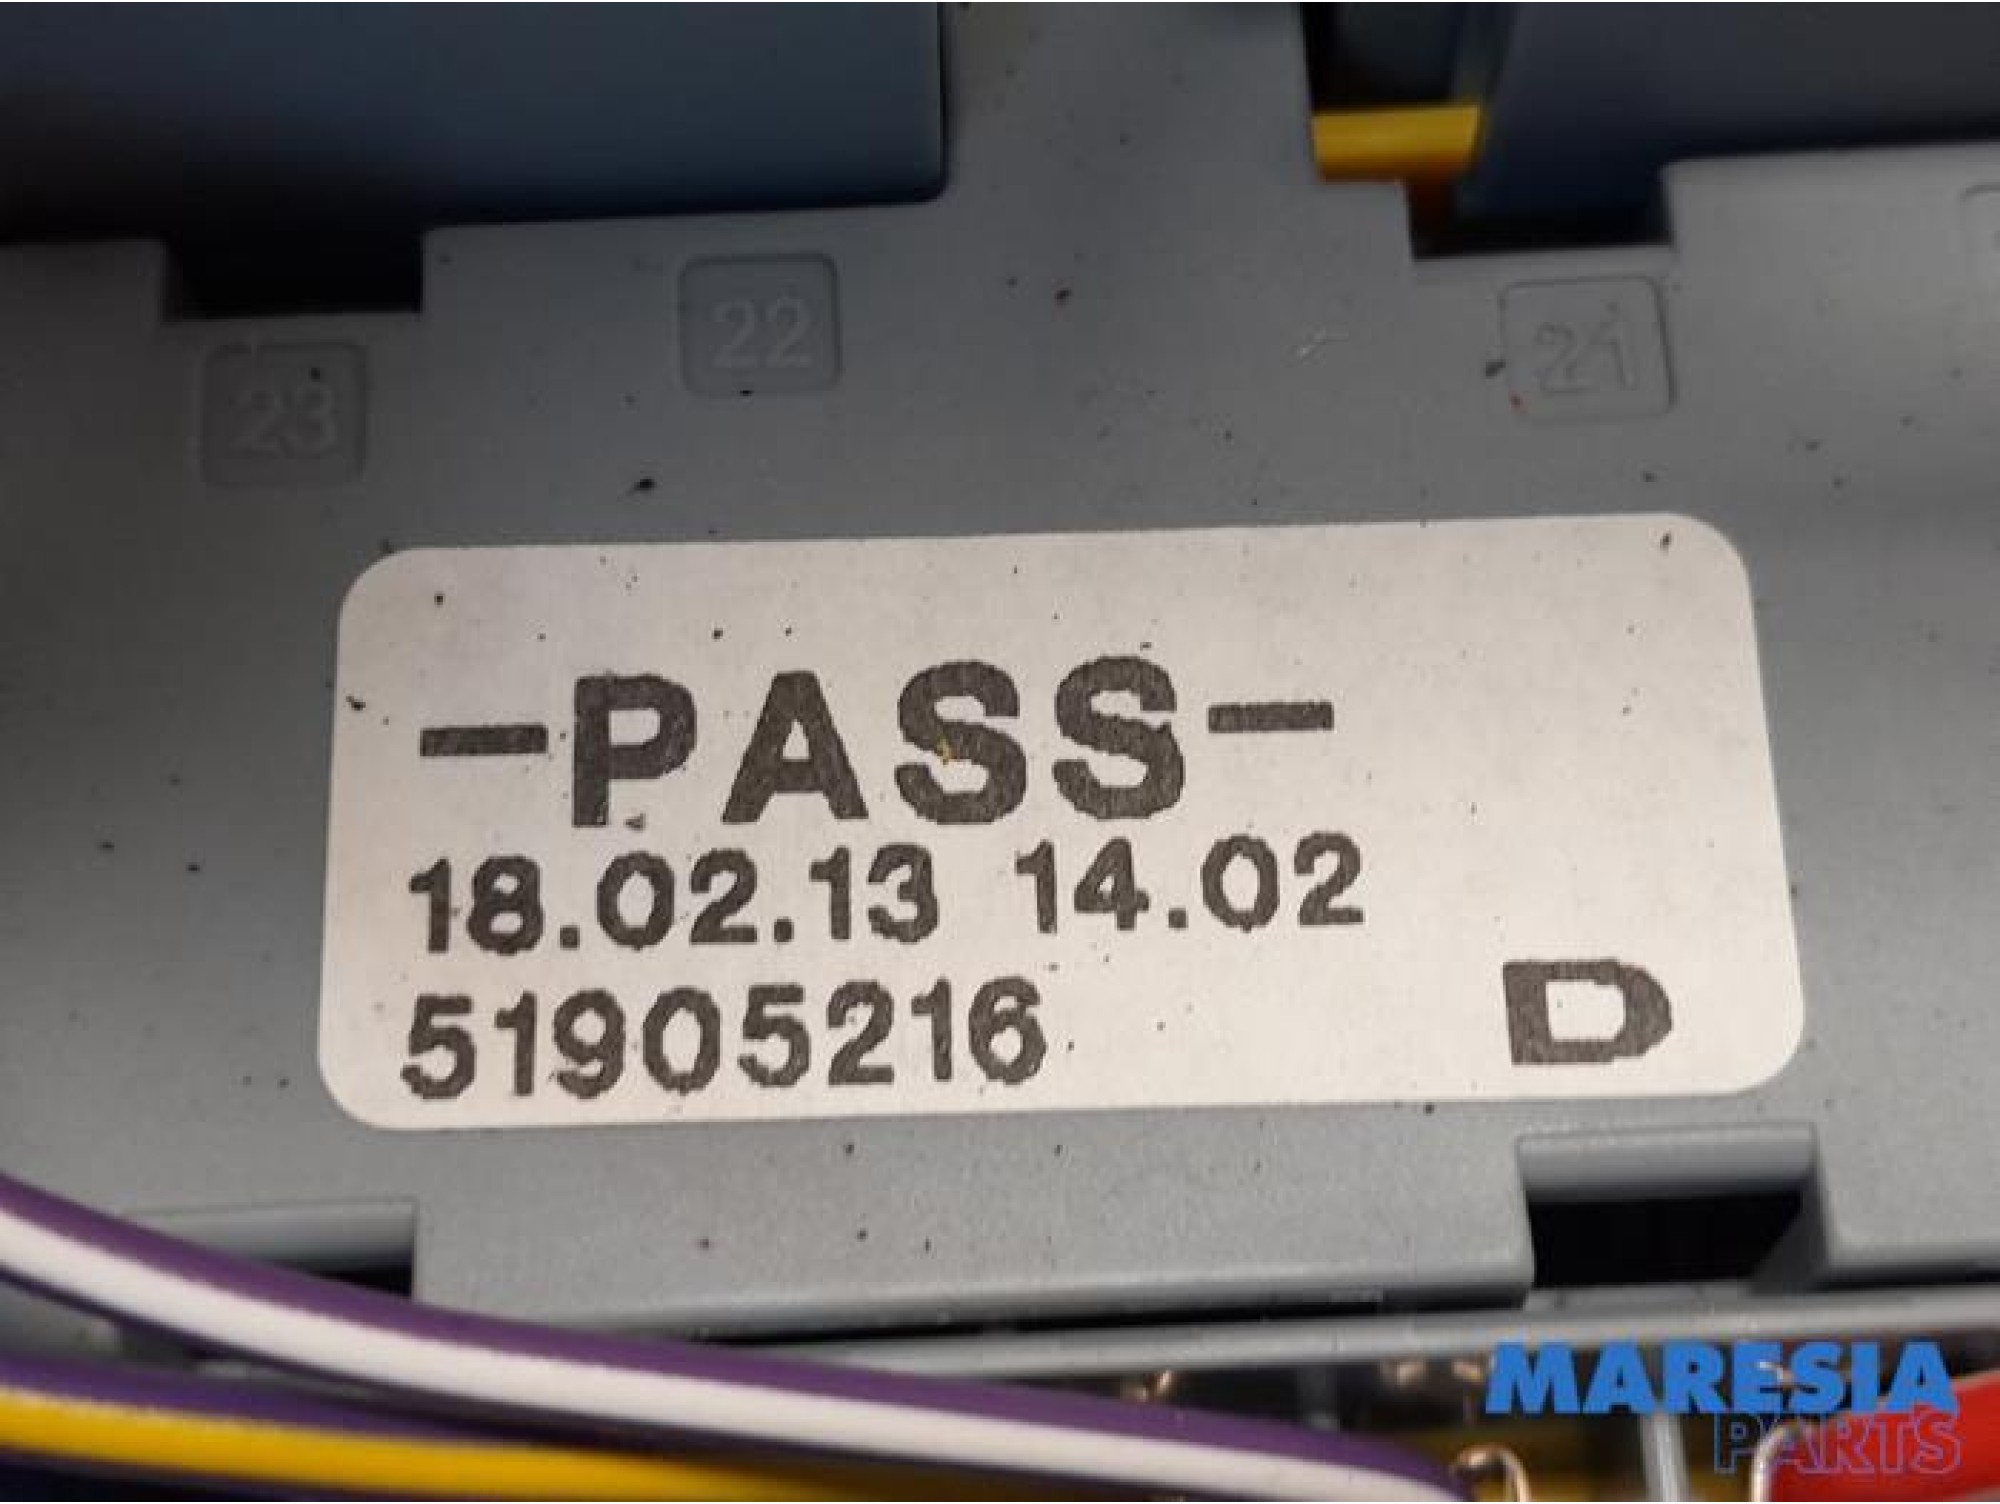 22
21
23
-PASS-
18.02.13 14.02
51905216
D
MARESIA
PARTS